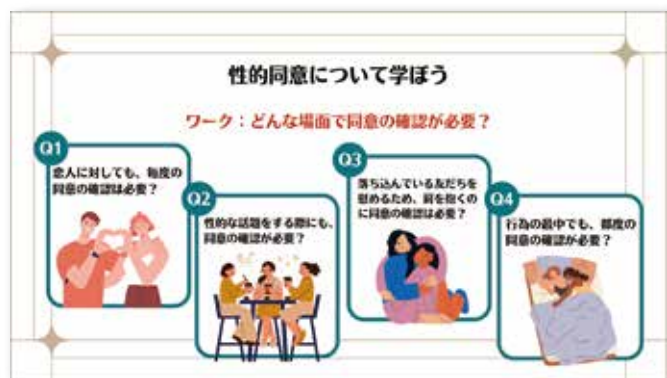 性的同意について学ぼう
ワーク：どんな場面で同意の確認が必要？
Q1
恋人に対しても、毎度の
同意の確認は必要？
Q2
性的な話題をする際にも、
同意の確認が必要？
Q3
落ち込んでいる友だちを
慰めるため、肩を抱くの
に同意の確認は必要？
Q4
行為の最中でも、都度の
同意の確認が必要？